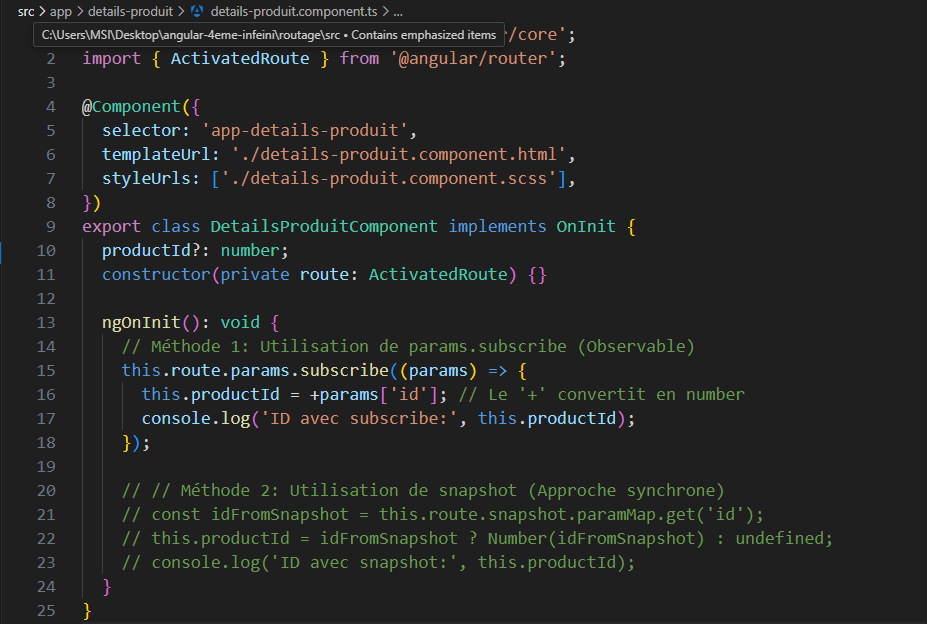 src > app > details-produit > details-produit.component.ts > ...
C:\Users\MSI\Desktop\angular-4eme-infeini\routage\src • Contains emphasized items
/core';
2 import { ActivatedRoute } from '@angular/router';
3
4 @Component({
5   selector: 'app-details-produit',
6   templateUrl: './details-produit.component.html',
7   styleUrls: ['./details-produit.component.scss'],
8 })
9 export class DetailsProduitComponent implements OnInit {
10   productId?: number;
11   constructor(private route: ActivatedRoute) {}
12
13   ngOnInit(): void {
14     // Méthode 1: Utilisation de params.subscribe (Observable)
15     this.route.params.subscribe((params) => {
16       this.productId = +params['id']; // Le '+' convertit en number
17       console.log('ID avec subscribe:', this.productId);
18     });
19
20     // // Méthode 2: Utilisation de snapshot (Approche synchrone)
21     // const idFromSnapshot = this.route.snapshot.paramMap.get('id');
22     // this.productId = idFromSnapshot ? Number(idFromSnapshot) : undefined;
23     // console.log('ID avec snapshot:', this.productId);
24   }
25 }